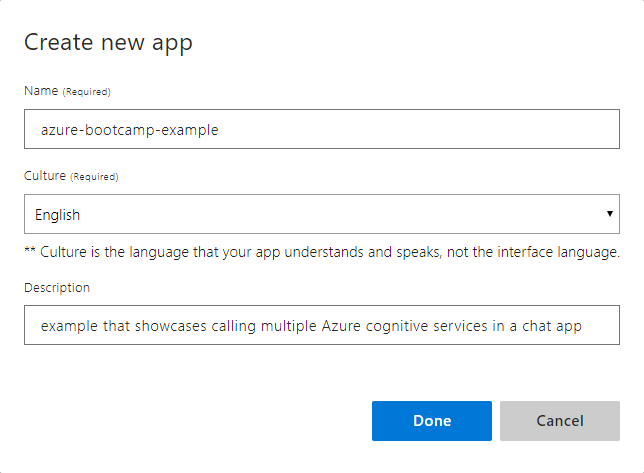 Create new app
Name (Required)
azure-bootcamp-example
Culture (Required)
English
** Culture is the language that your app understands and speaks, not the interface language.
Description
example that showcases calling multiple Azure cognitive services in a chat app
Done Cancel